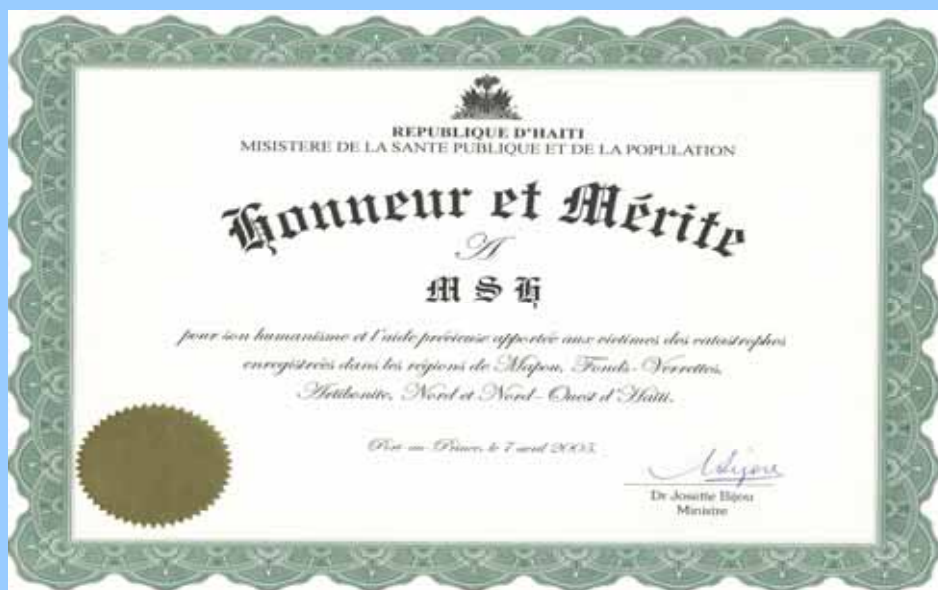 REPUBLIQUE D'HAITI
MISISTERE DE LA SANTE PUBLIQUE ET DE LA POPULATION
Honneur et Mérite
A
MSH
pour son humanisme et l'aide précieuse apportée aux victimes des catastrophes
enregistrées dans les régions de Mapou, Fonds-Verrettes,
Artibonite, Nord et Nord-Ouest d'Haïti.
Port-au-Prince, le 7 avril 2005.
Dr Josette Bijou
Ministre